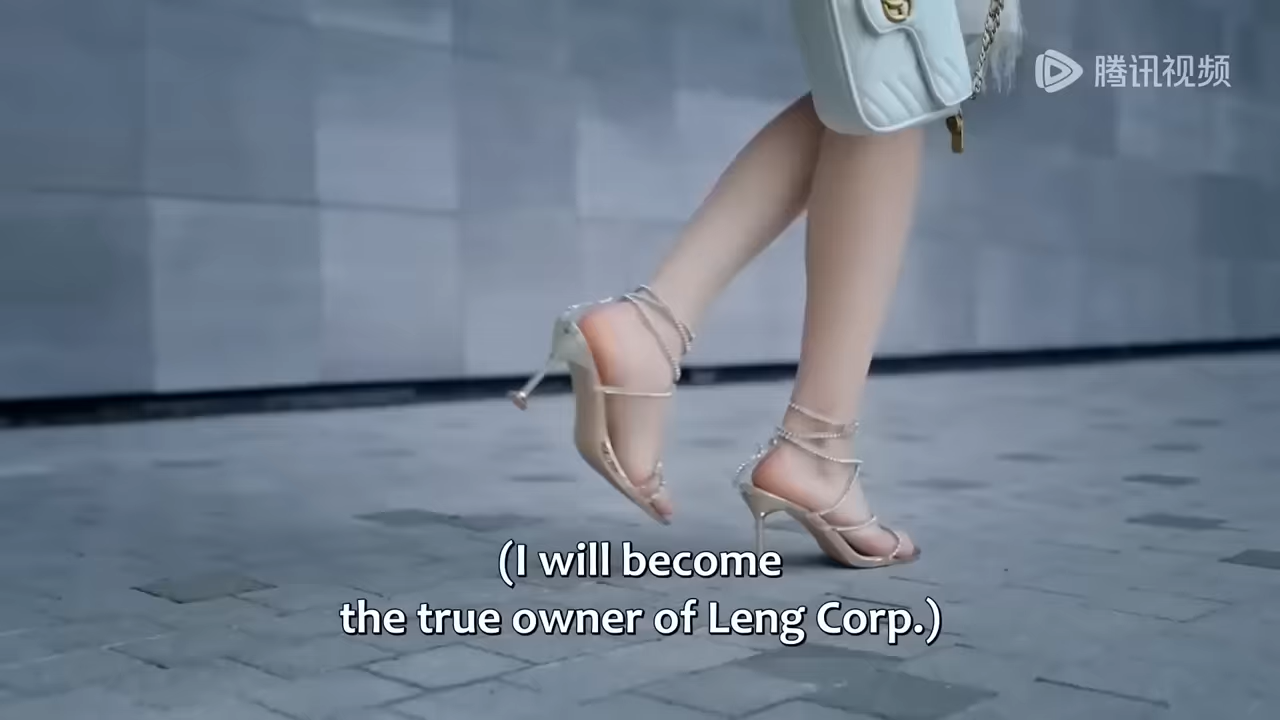 腾讯视频
(I will become
the true owner of Leng Corp.)